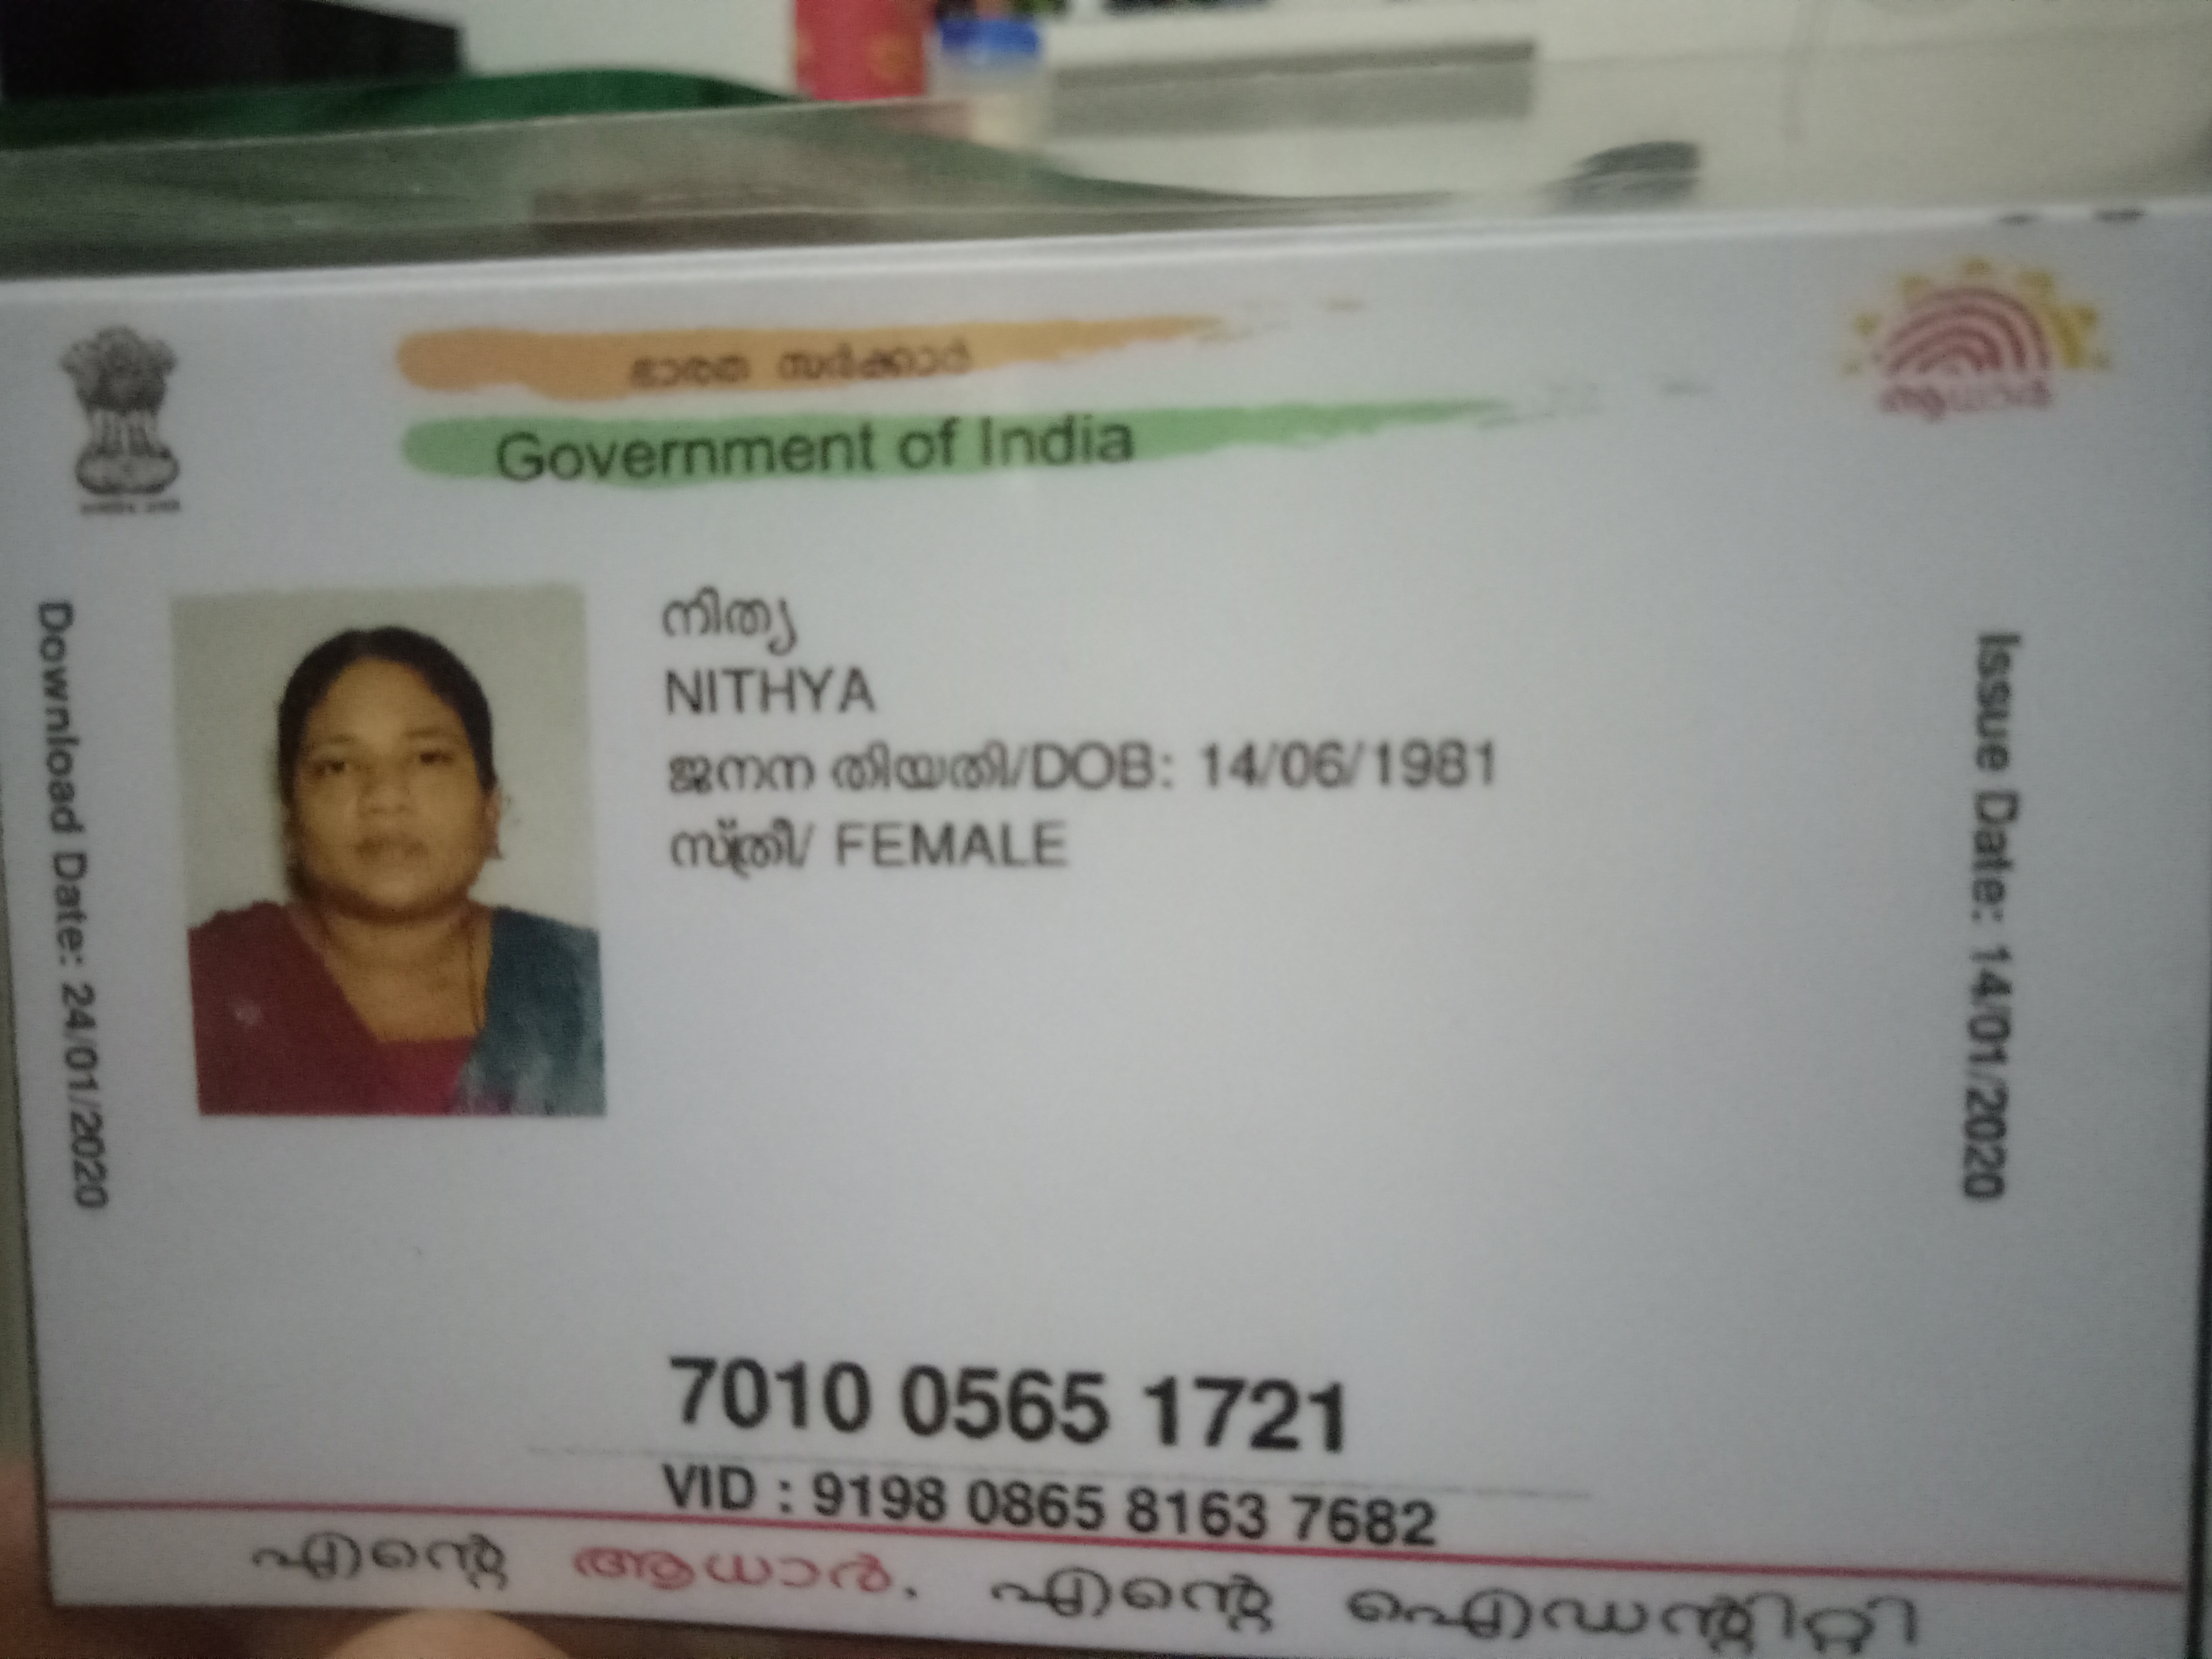 ഭാരത സർക്കാർ
Government of India
ആധാർ
Download Date: 24/01/2020
നിത്യ
NITHYA
ജനന തിയതി/DOB: 14/06/1981
സ്ത്രീ/ FEMALE
Issue Date: 14/01/2020
7010 0565 1721
VID : 9198 0865 8163 7682
എന്റെ ആധാർ, എന്റെ ഐഡന്റിറ്റി